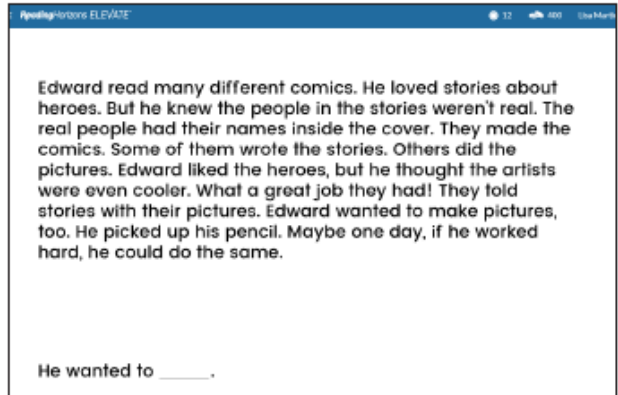 Reading Horizons ELEVATE 12 400 Lisa Marth
Edward read many different comics. He loved stories about
heroes. But he knew the people in the stories weren't real. The
real people had their names inside the cover. They made the
comics. Some of them wrote the stories. Others did the
pictures. Edward liked the heroes, but he thought the artists
were even cooler. What a great job they had! They told
stories with their pictures. Edward wanted to make pictures,
too. He picked up his pencil. Maybe one day, if he worked
hard, he could do the same.
He wanted to ______.